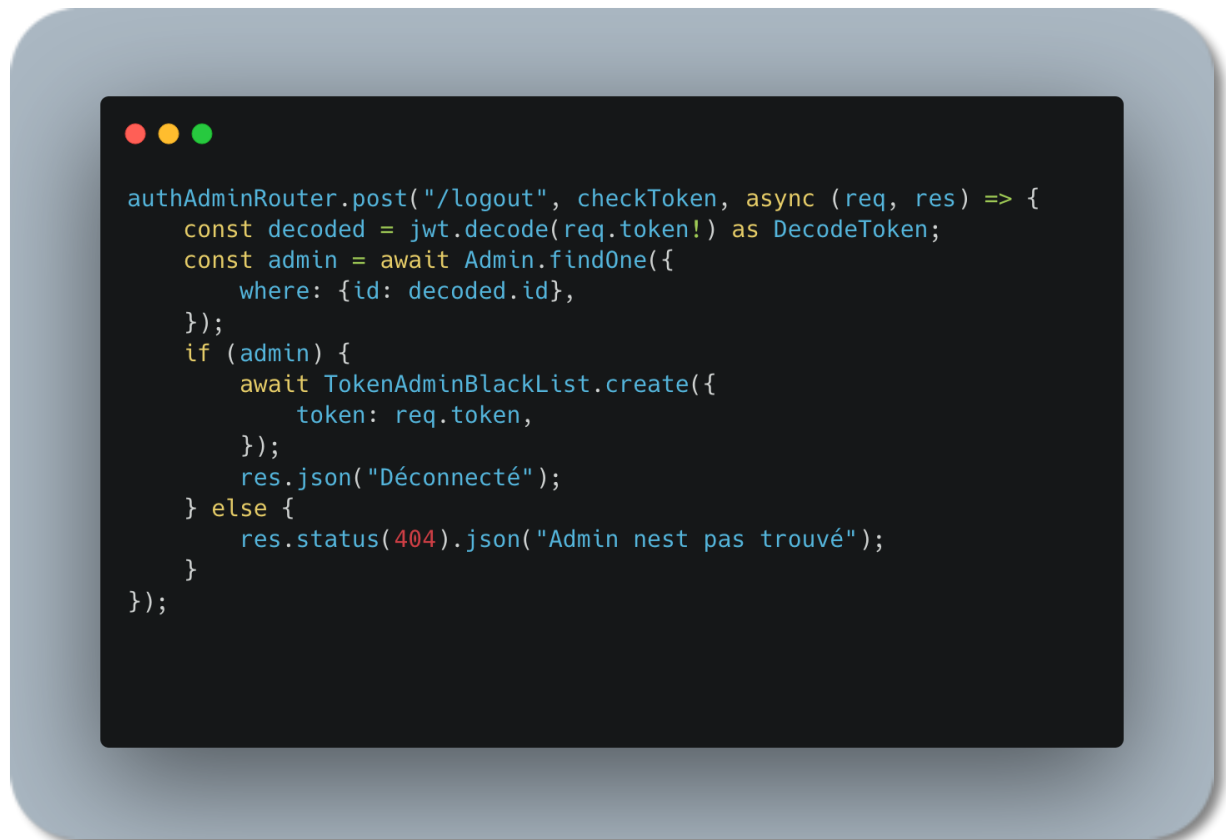 authAdminRouter.post("/logout", checkToken, async (req, res) => {
    const decoded = jwt.decode(req.token!) as DecodeToken;
    const admin = await Admin.findOne({
        where: {id: decoded.id},
    });
    if (admin) {
        await TokenAdminBlackList.create({
            token: req.token,
        });
        res.json("Déconnecté");
    } else {
        res.status(404).json("Admin nest pas trouvé");
    }
});